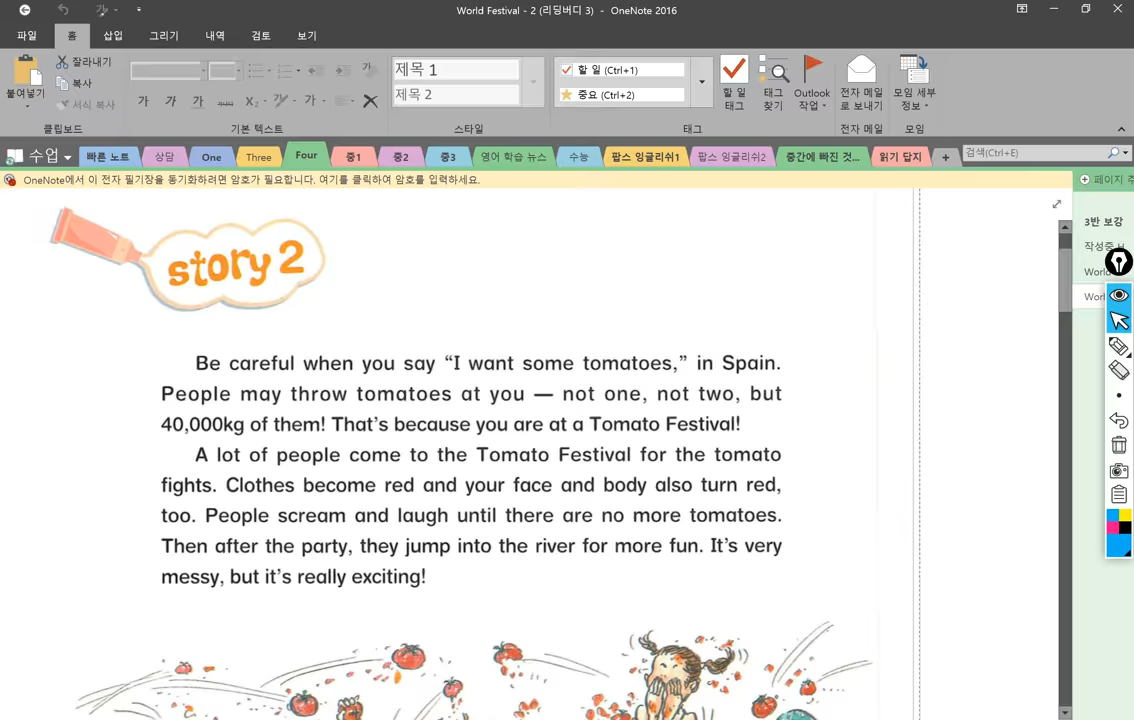 World Festival - 2 (리딩버디 3) - OneNote 2016
파일 홈 삽입 그리기 내역 검토 보기
붙여넣기
잘라내기
복사
서식 복사
클립보드
가 가 가 abc X₂ 가
기본 텍스트
제목 1
제목 2
스타일
할 일 (Ctrl+1)
중요 (Ctrl+2)
할 일
태그
태그
찾기
Outlook
작업
태그
전자 메일
로 보내기
전자 메일
모임 세부
정보
모임
수업 빠른 노트 상담 One Three Four 중1 중2 중3 영어 학습 뉴스 수능 팝스 잉글리쉬1 팝스 잉글리쉬2 중간에 빠진 것... 읽기 답지 + 검색(Ctrl+E)
OneNote에서 이 전자 필기장을 동기화하려면 암호가 필요합니다. 여기를 클릭하여 암호를 입력하세요.
페이지
3반 보강
작성중
World
Worl
story 2
Be careful when you say “I want some tomatoes,” in Spain.
People may throw tomatoes at you — not one, not two, but
40,000kg of them! That’s because you are at a Tomato Festival!
A lot of people come to the Tomato Festival for the tomato
fights. Clothes become red and your face and body also turn red,
too. People scream and laugh until there are no more tomatoes.
Then after the party, they jump into the river for more fun. It’s very
messy, but it’s really exciting!